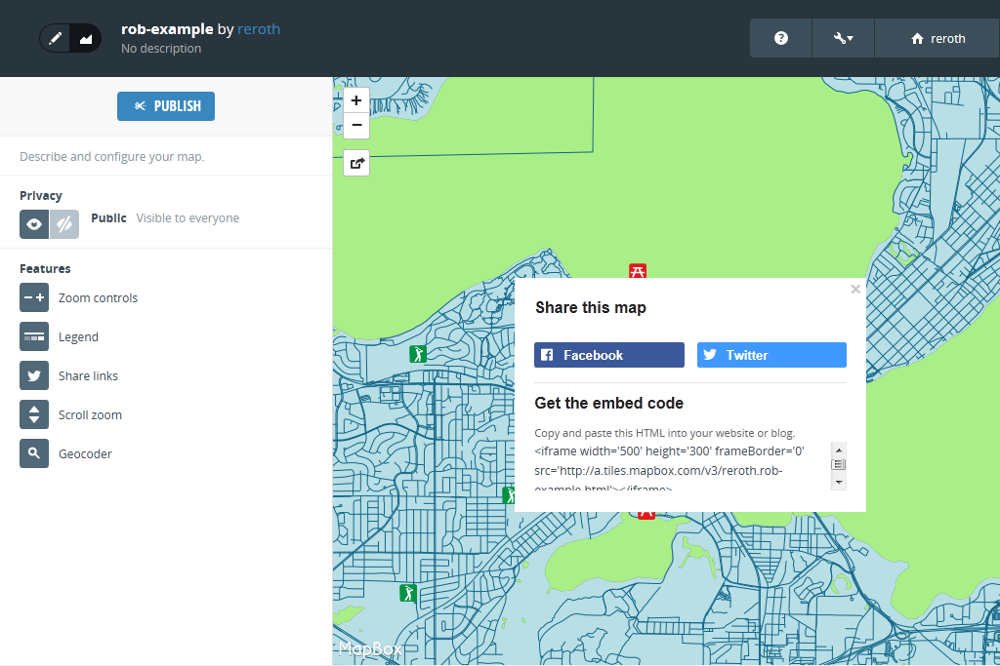 rob-example by reroth
No description
reroth
PUBLISH
Describe and configure your map.
Privacy
Public Visible to everyone
Features
Zoom controls
Legend
Share links
Scroll zoom
Geocoder
Share this map
Facebook
Twitter
Get the embed code
Copy and paste this HTML into your website or blog.
<iframe width='500' height='300' frameBorder='0'
src='http://a.tiles.mapbox.com/v3/reroth.rob-
example.html'></iframe>
MapBox